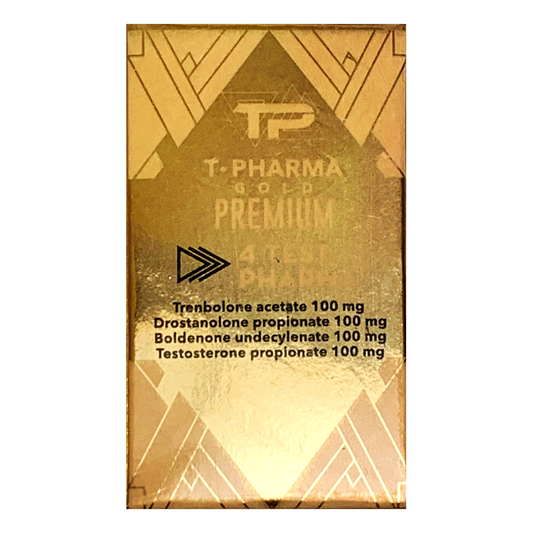 TP
T·PHARMA
GOLD
PREMIUM
4 TEST
PHARMA
Trenbolone acetate 100 mg
Drostanolone propionate 100 mg
Boldenone undecylenate 100 mg
Testosterone propionate 100 mg